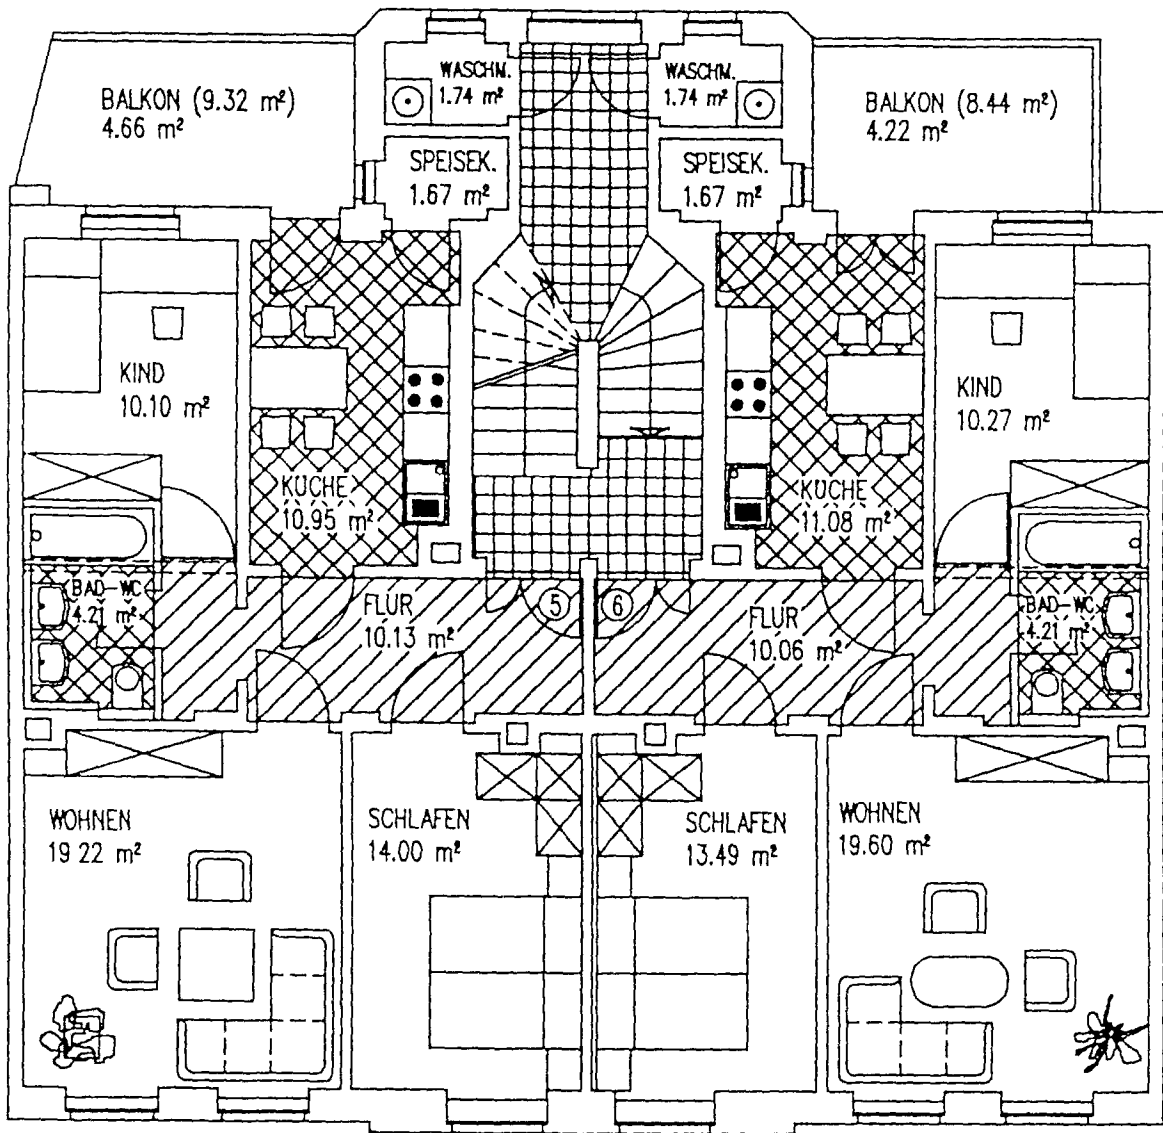 BALKON (9.32 m²)
4.66 m²
WASCHM.
1.74 m²
WASCHM.
1.74 m²
BALKON (8.44 m²)
4.22 m²
SPEISEK.
1.67 m²
SPEISEK.
1.67 m²
KIND
10.10 m²
KÜCHE
10.95 m²
KÜCHE
11.08 m²
KIND
10.27 m²
BAD-WC
4.21 m²
FLUR
10.13 m²
5
6
FLUR
10.06 m²
BAD-WC
4.21 m²
WOHNEN
19.22 m²
SCHLAFEN
14.00 m²
SCHLAFEN
13.49 m²
WOHNEN
19.60 m²